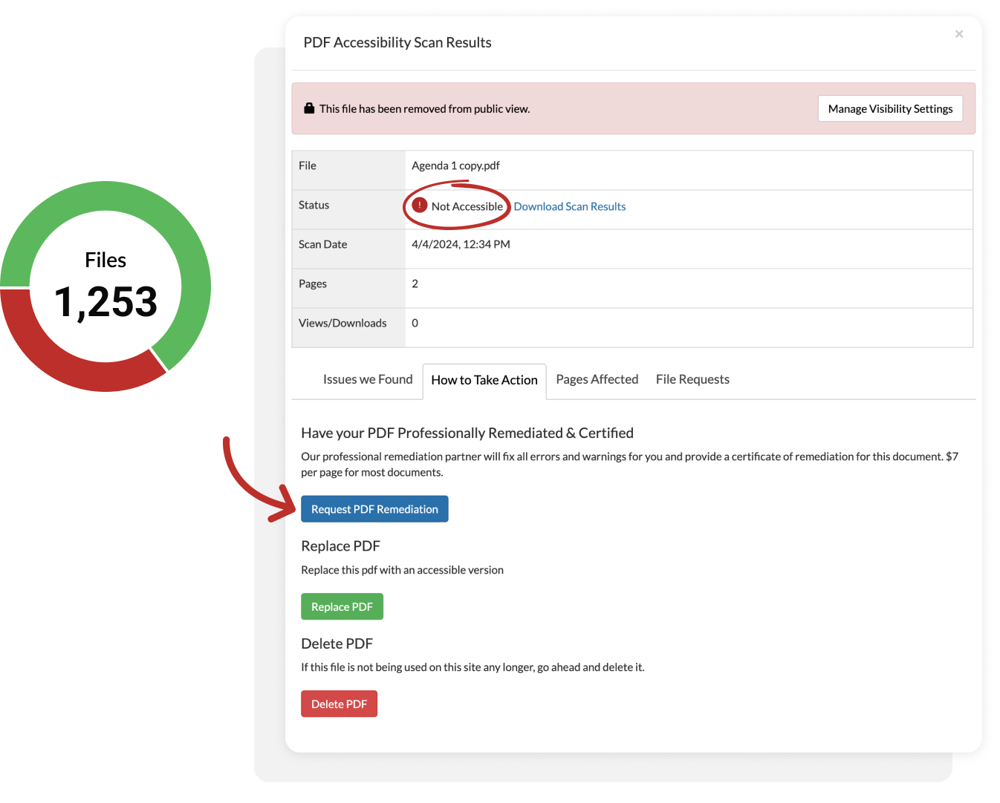 PDF Accessibility Scan Results
×
This file has been removed from public view.
Manage Visibility Settings
File
Agenda 1 copy.pdf
Status
! Not Accessible
Download Scan Results
Scan Date
4/4/2024, 12:34 PM
Pages
2
Views/Downloads
0
Files
1,253
Issues we Found
How to Take Action
Pages Affected
File Requests
Have your PDF Professionally Remediated & Certified
Our professional remediation partner will fix all errors and warnings for you and provide a certificate of remediation for this document. $7
per page for most documents.
Request PDF Remediation
Replace PDF
Replace this pdf with an accessible version
Replace PDF
Delete PDF
If this file is not being used on this site any longer, go ahead and delete it.
Delete PDF